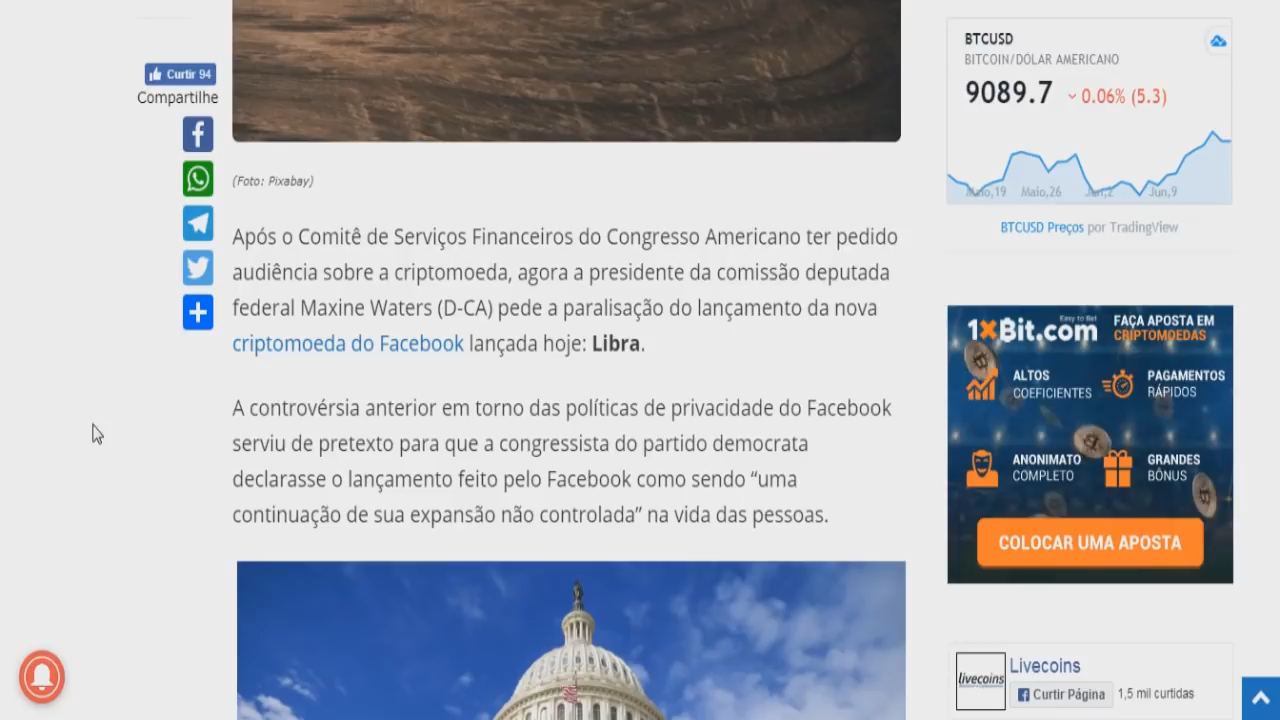 Curtir 94
Compartilhe
(Foto: Pixabay)
Após o Comitê de Serviços Financeiros do Congresso Americano ter pedido
audiência sobre a criptomoeda, agora a presidente da comissão deputada
federal Maxine Waters (D-CA) pede a paralisação do lançamento da nova
criptomoeda do Facebook lançada hoje: Libra.
A controvérsia anterior em torno das políticas de privacidade do Facebook
serviu de pretexto para que a congressista do partido democrata
declarasse o lançamento feito pelo Facebook como sendo “uma
continuação de sua expansão não controlada” na vida das pessoas.
BTCUSD
BITCOIN/DÓLAR AMERICANO
9089.7 0.06% (5.3)
Maio,19 Maio,26 Jun,2 Jun,9
BTCUSD Preços por TradingView
Easy to Bet
1XBit.com
FAÇA APOSTA EM
CRIPTOMOEDAS
ALTOS
COEFICIENTES
PAGAMENTOS
RÁPIDOS
ANONIMATO
COMPLETO
GRANDES
BÔNUS
COLOCAR UMA APOSTA
livecoins
Livecoins
Curtir Página 1,5 mil curtidas